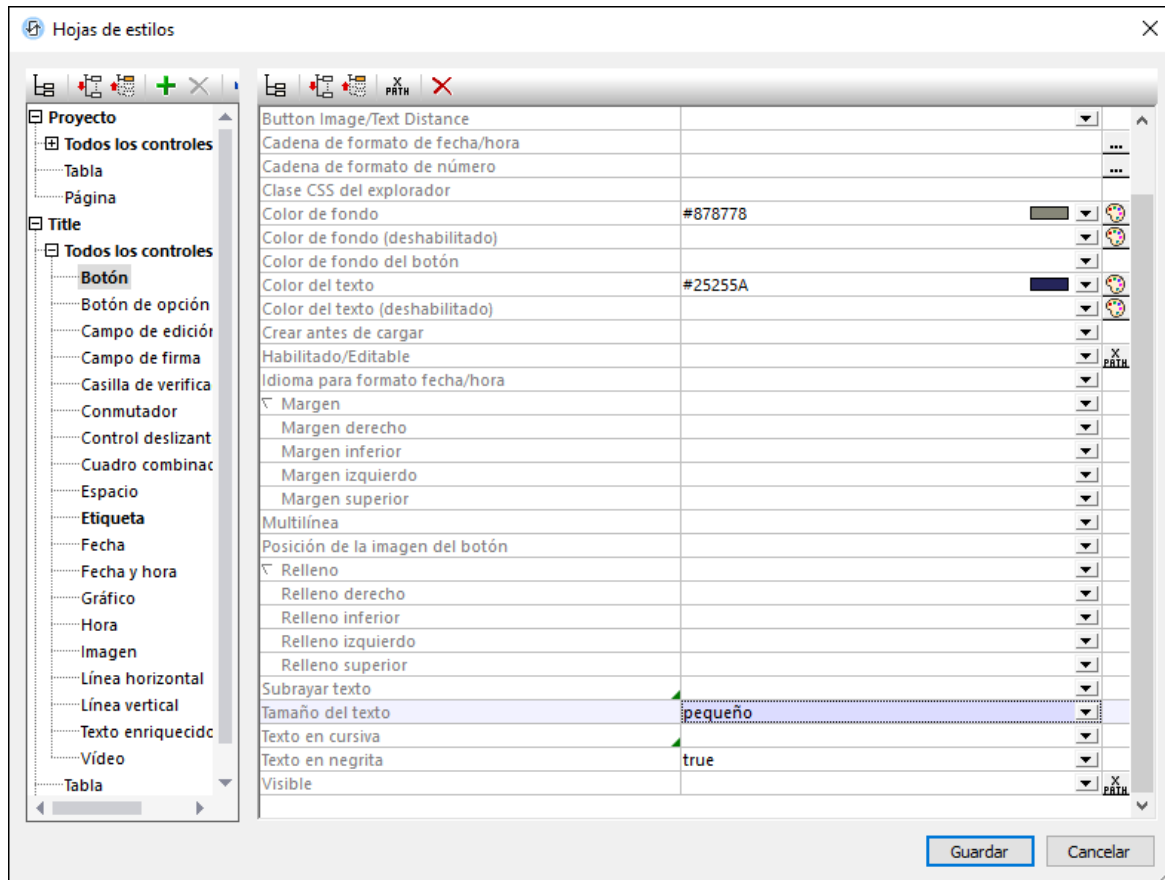 Hojas de estilos
X PATH
Proyecto
Todos los controles
Tabla
Página
Title
Todos los controles
Botón
Botón de opción
Campo de edición
Campo de firma
Casilla de verifica
Conmutador
Control deslizant
Cuadro combinac
Espacio
Etiqueta
Fecha
Fecha y hora
Gráfico
Hora
Imagen
Línea horizontal
Línea vertical
Texto enriquecido
Vídeo
Tabla
Button Image/Text Distance
Cadena de formato de fecha/hora ...
Cadena de formato de número ...
Clase CSS del explorador
Color de fondo #878778
Color de fondo (deshabilitado)
Color de fondo del botón
Color del texto #25255A
Color del texto (deshabilitado)
Crear antes de cargar
Habilitado/Editable X PATH
Idioma para formato fecha/hora
Margen
Margen derecho
Margen inferior
Margen izquierdo
Margen superior
Multilínea
Posición de la imagen del botón
Relleno
Relleno derecho
Relleno inferior
Relleno izquierdo
Relleno superior
Subrayar texto
Tamaño del texto pequeño
Texto en cursiva
Texto en negrita true
Visible X PATH
Guardar Cancelar